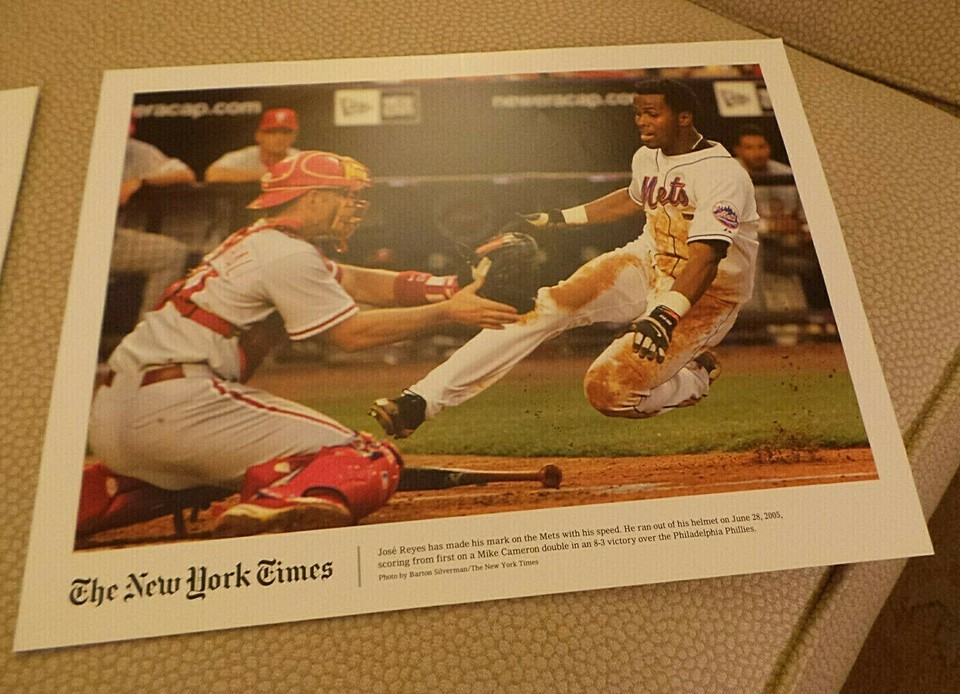 eracap.com
neweracap.co
Mets
The New York Times
José Reyes has made his mark on the Mets with his speed. He ran out of his helmet on June 28, 2005,
scoring from first on a Mike Cameron double in an 8-3 victory over the Philadelphia Phillies.
Photo by Barton Silverman/The New York Times